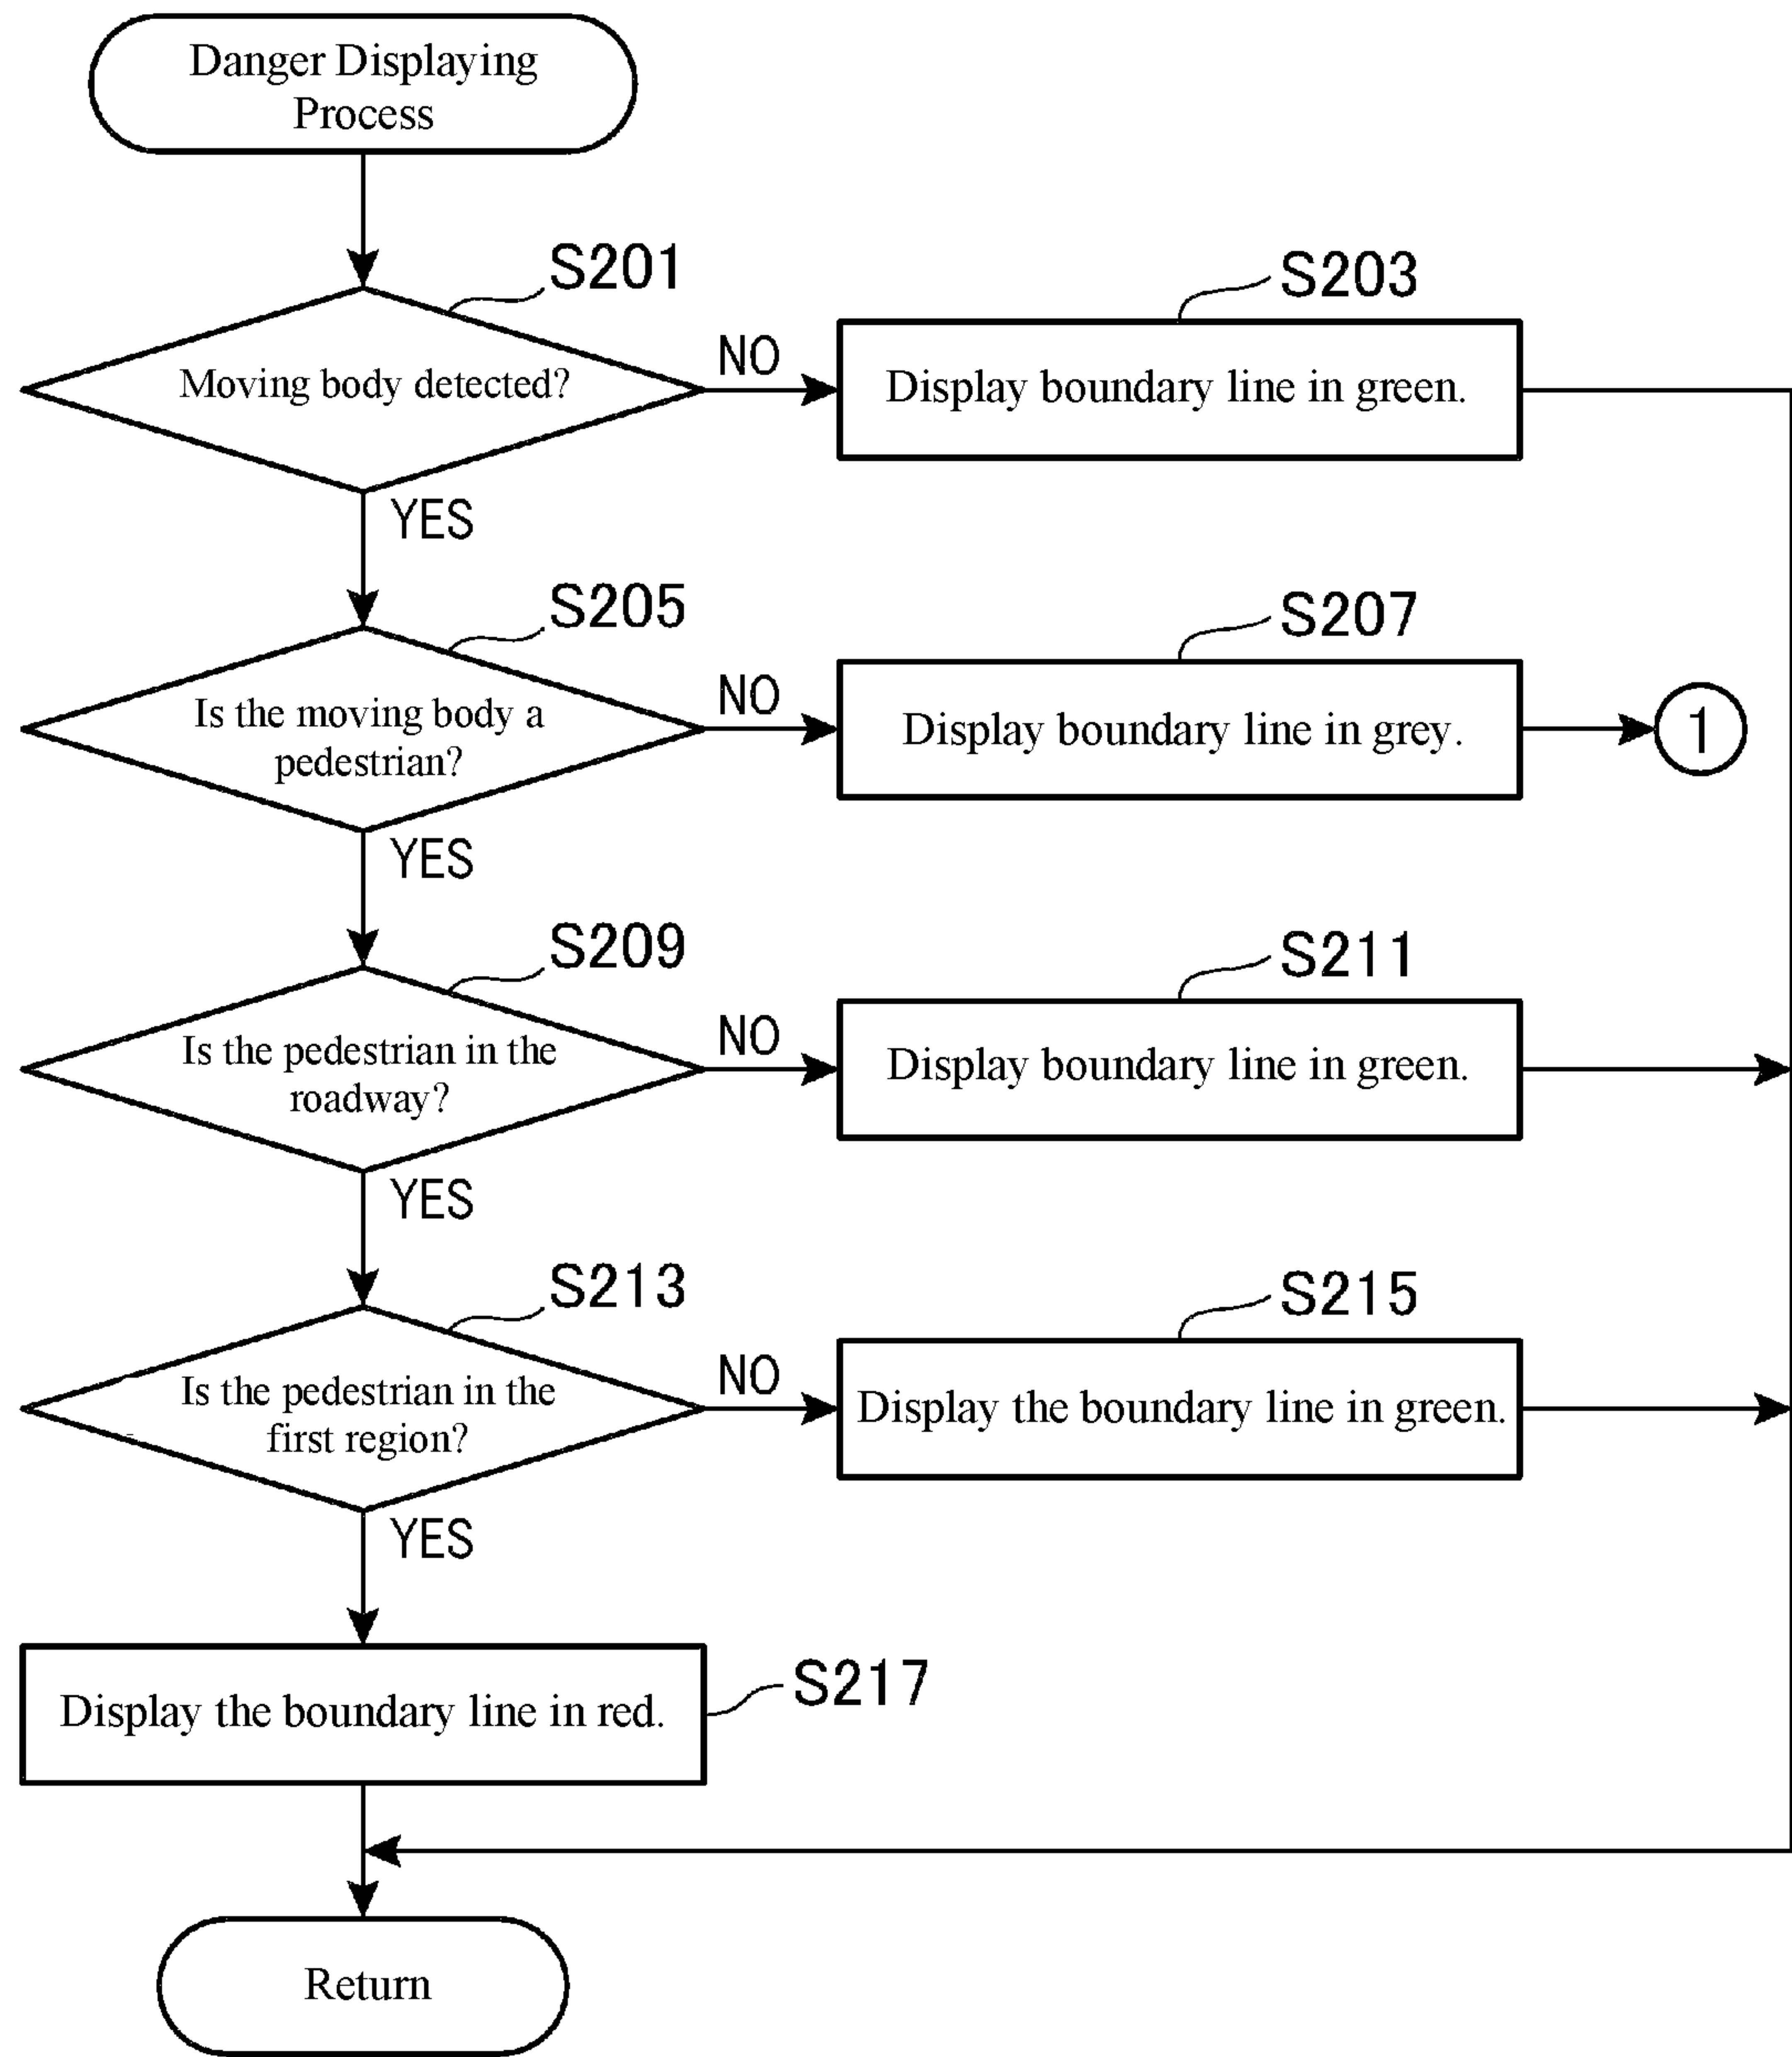 Danger Displaying
Process
S201
Moving body detected?
NO
S203
Display boundary line in green.
YES
S205
Is the moving body a
pedestrian?
NO
S207
Display boundary line in grey.
1
YES
S209
Is the pedestrian in the
roadway?
NO
S211
Display boundary line in green.
YES
S213
Is the pedestrian in the
first region?
NO
S215
Display the boundary line in green.
YES
Display the boundary line in red.
S217
Return